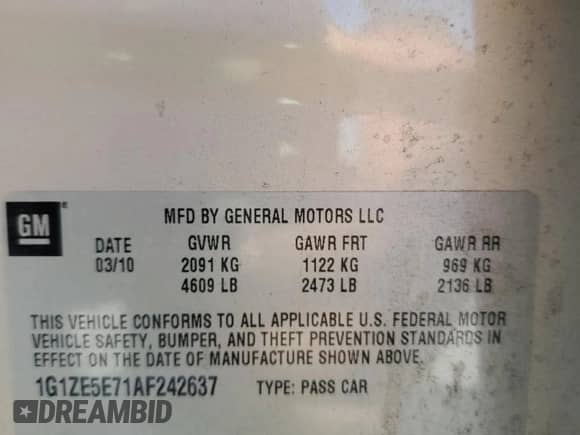 GM ®
MFD BY GENERAL MOTORS LLC
DATE GVWR GAWR FRT GAWR RR
03/10 2091 KG 1122 KG 969 KG
4609 LB 2473 LB 2136 LB
THIS VEHICLE CONFORMS TO ALL APPLICABLE U.S. FEDERAL MOTOR
VEHICLE SAFETY, BUMPER, AND THEFT PREVENTION STANDARDS IN
EFFECT ON THE DATE OF MANUFACTURE SHOWN ABOVE.
1G1ZE5E71AF242637 TYPE: PASS CAR
DREAMBID